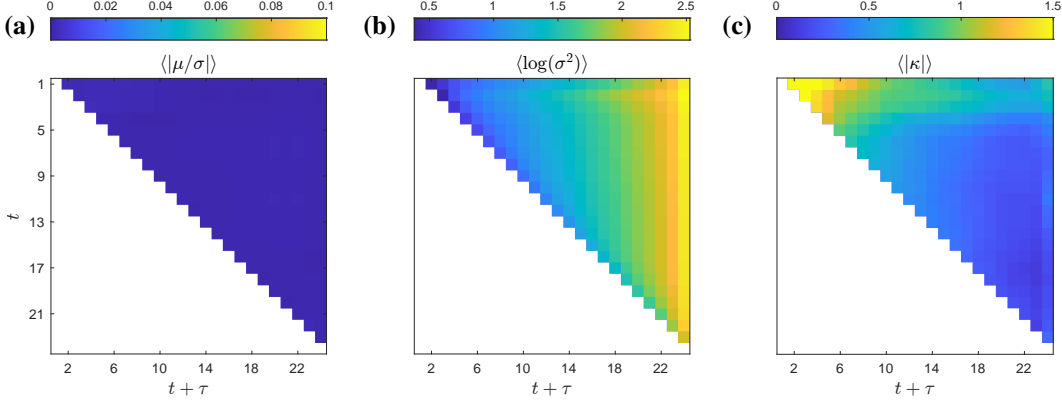 (a)
0 0.02 0.04 0.06 0.08 0.1
⟨|μ/σ|⟩
1
5
9
13
17
21
t
2 6 10 14 18 22
t + τ
(b)
0.5 1 1.5 2 2.5
⟨log(σ²)⟩
2 6 10 14 18 22
t + τ
(c)
0 0.5 1 1.5
⟨|κ|⟩
2 6 10 14 18 22
t + τ